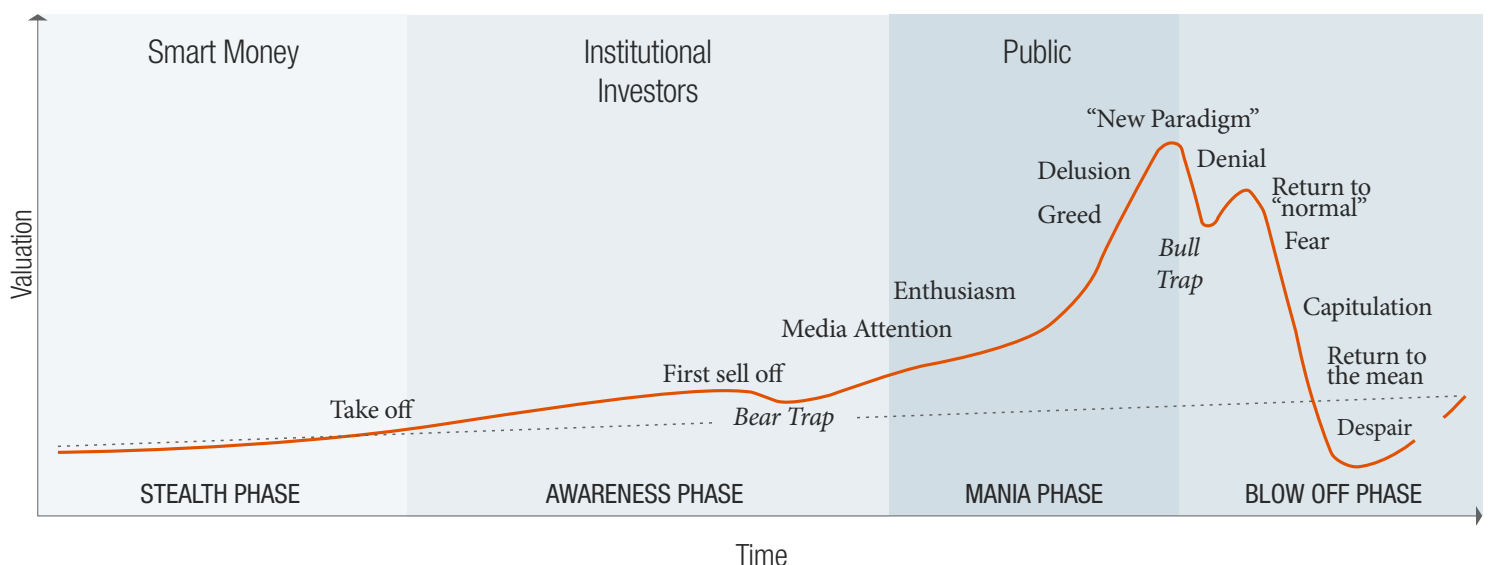 Smart Money
Institutional
Investors
Public
“New Paradigm”
Denial
Delusion
Return to
“normal”
Greed
Fear
Bull
Trap
Enthusiasm
Capitulation
Media Attention
Return to
the mean
First sell off
Take off
Bear Trap
Despair
Valuation
STEALTH PHASE
AWARENESS PHASE
MANIA PHASE
BLOW OFF PHASE
Time